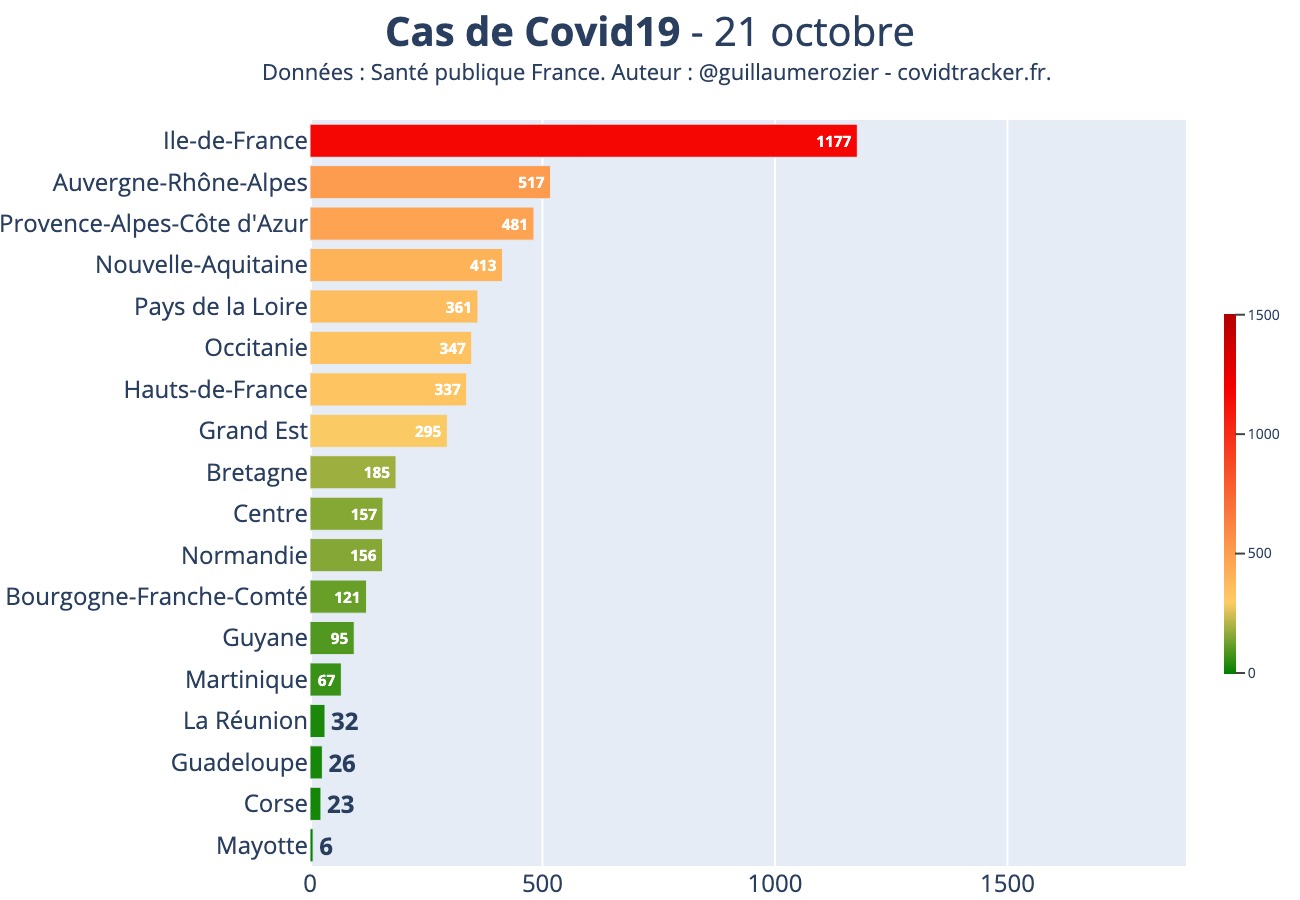 Cas de Covid19 - 21 octobre
Données : Santé publique France. Auteur : @guillaumerozier - covidtracker.fr.
Ile-de-France 1177
Auvergne-Rhône-Alpes 517
Provence-Alpes-Côte d'Azur 481
Nouvelle-Aquitaine 413
Pays de la Loire 361
Occitanie 347
Hauts-de-France 337
Grand Est 295
Bretagne 185
Centre 157
Normandie 156
Bourgogne-Franche-Comté 121
Guyane 95
Martinique 67
La Réunion 32
Guadeloupe 26
Corse 23
Mayotte 6
0 500 1000 1500
1500
1000
500
0